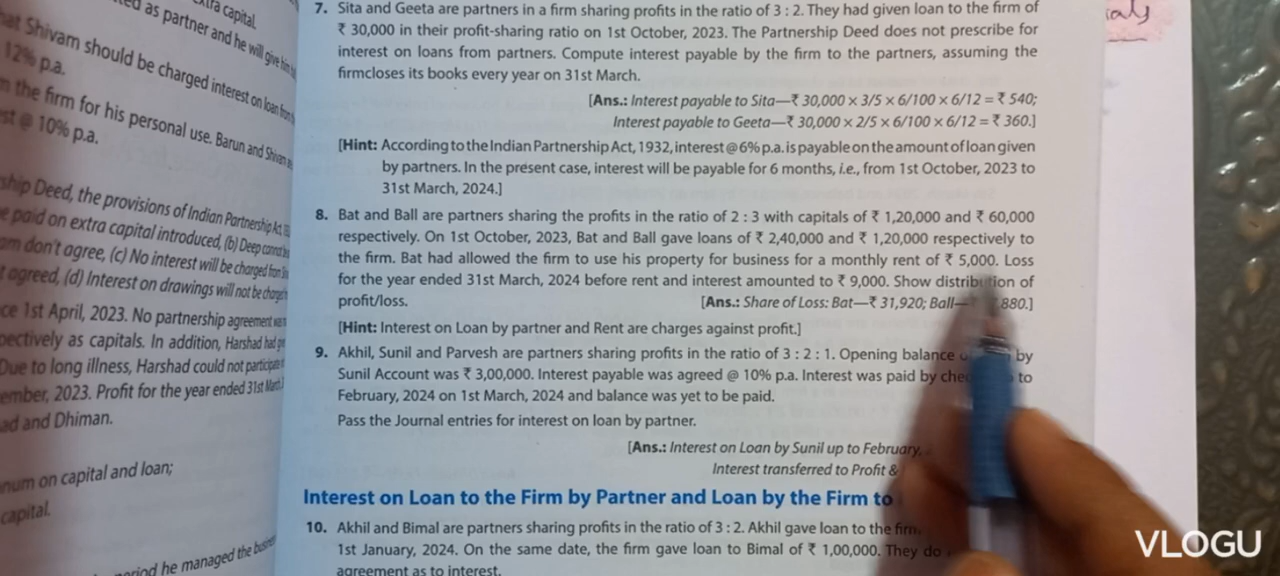 xtra capital.
as partner and he will give him
hat Shivam should be charged interest on loan from
12% p.a.
the firm for his personal use. Barun and Shivam
@ 10% p.a.
ship Deed, the provisions of Indian Partnership Act,
paid on extra capital introduced, (b) Deep cannot
don't agree, (c) No interest will be charged from
agreed, (d) Interest on drawings will not be charged
ce 1st April, 2023. No partnership agreement was
pectively as capitals. In addition, Harshad had
Due to long illness, Harshad could not participate
ember, 2023. Profit for the year ended 31st March,
ad and Dhiman.
num on capital and loan;
capital.
period he managed the business
7. Sita and Geeta are partners in a firm sharing profits in the ratio of 3 : 2. They had given loan to the firm of
₹ 30,000 in their profit-sharing ratio on 1st October, 2023. The Partnership Deed does not prescribe for
interest on loans from partners. Compute interest payable by the firm to the partners, assuming the
firmcloses its books every year on 31st March.
[Ans.: Interest payable to Sita—₹ 30,000 × 3/5 × 6/100 × 6/12 = ₹ 540;
Interest payable to Geeta—₹ 30,000 × 2/5 × 6/100 × 6/12 = ₹ 360.]
[Hint: According to the Indian Partnership Act, 1932, interest @ 6% p.a. is payable on the amount of loan given
by partners. In the present case, interest will be payable for 6 months, i.e., from 1st October, 2023 to
31st March, 2024.]
8. Bat and Ball are partners sharing the profits in the ratio of 2 : 3 with capitals of ₹ 1,20,000 and ₹ 60,000
respectively. On 1st October, 2023, Bat and Ball gave loans of ₹ 2,40,000 and ₹ 1,20,000 respectively to
the firm. Bat had allowed the firm to use his property for business for a monthly rent of ₹ 5,000. Loss
for the year ended 31st March, 2024 before rent and interest amounted to ₹ 9,000. Show distribution of
profit/loss. [Ans.: Share of Loss: Bat—₹ 31,920; Ball— 880.]
[Hint: Interest on Loan by partner and Rent are charges against profit.]
9. Akhil, Sunil and Parvesh are partners sharing profits in the ratio of 3 : 2 : 1. Opening balance by
Sunil Account was ₹ 3,00,000. Interest payable was agreed @ 10% p.a. Interest was paid by to
February, 2024 on 1st March, 2024 and balance was yet to be paid.
Pass the Journal entries for interest on loan by partner.
[Ans.: Interest on Loan by Sunil up to February,
Interest transferred to Profit &
Interest on Loan to the Firm by Partner and Loan by the Firm to
10. Akhil and Bimal are partners sharing profits in the ratio of 3 : 2. Akhil gave loan to the
1st January, 2024. On the same date, the firm gave loan to Bimal of ₹ 1,00,000. They do
agreement as to interest.
VLOGU